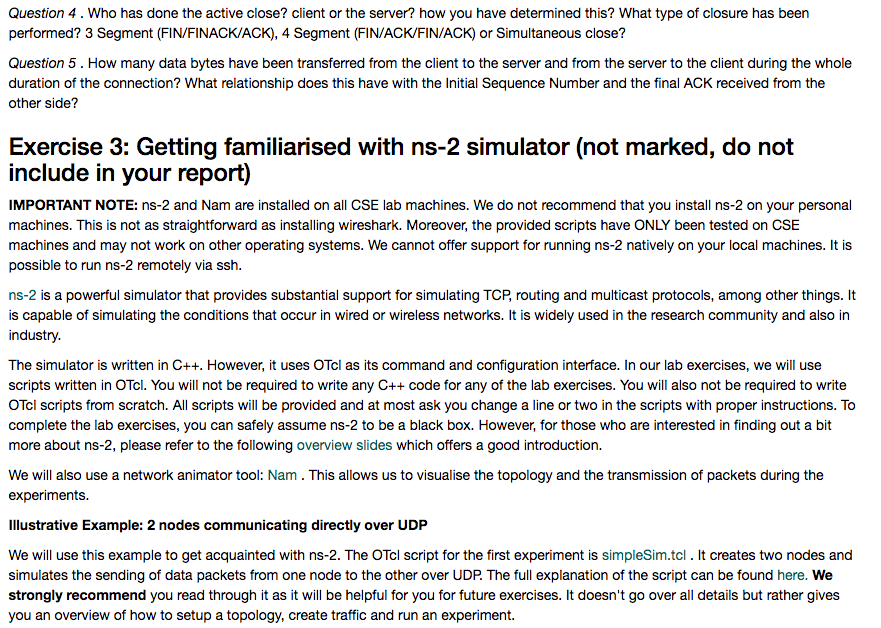 Question 4 . Who has done the active close? client or the server? how you have determined this? What type of closure has been
performed? 3 Segment (FIN/FINACK/ACK), 4 Segment (FIN/ACK/FIN/ACK) or Simultaneous close?
Question 5 . How many data bytes have been transferred from the client to the server and from the server to the client during the whole
duration of the connection? What relationship does this have with the Initial Sequence Number and the final ACK received from the
other side?
Exercise 3: Getting familiarised with ns-2 simulator (not marked, do not
include in your report)
IMPORTANT NOTE: ns-2 and Nam are installed on all CSE lab machines. We do not recommend that you install ns-2 on your personal
machines. This is not as straightforward as installing wireshark. Moreover, the provided scripts have ONLY been tested on CSE
machines and may not work on other operating systems. We cannot offer support for running ns-2 natively on your local machines. It is
possible to run ns-2 remotely via ssh.
ns-2 is a powerful simulator that provides substantial support for simulating TCP, routing and multicast protocols, among other things. It
is capable of simulating the conditions that occur in wired or wireless networks. It is widely used in the research community and also in
industry.
The simulator is written in C++. However, it uses OTcl as its command and configuration interface. In our lab exercises, we will use
scripts written in OTcl. You will not be required to write any C++ code for any of the lab exercises. You will also not be required to write
OTcl scripts from scratch. All scripts will be provided and at most ask you change a line or two in the scripts with proper instructions. To
complete the lab exercises, you can safely assume ns-2 to be a black box. However, for those who are interested in finding out a bit
more about ns-2, please refer to the following overview slides which offers a good introduction.
We will also use a network animator tool: Nam . This allows us to visualise the topology and the transmission of packets during the
experiments.
Illustrative Example: 2 nodes communicating directly over UDP
We will use this example to get acquainted with ns-2. The OTcl script for the first experiment is simpleSim.tcl . It creates two nodes and
simulates the sending of data packets from one node to the other over UDP. The full explanation of the script can be found here. We
strongly recommend you read through it as it will be helpful for you for future exercises. It doesn't go over all details but rather gives
you an overview of how to setup a topology, create traffic and run an experiment.